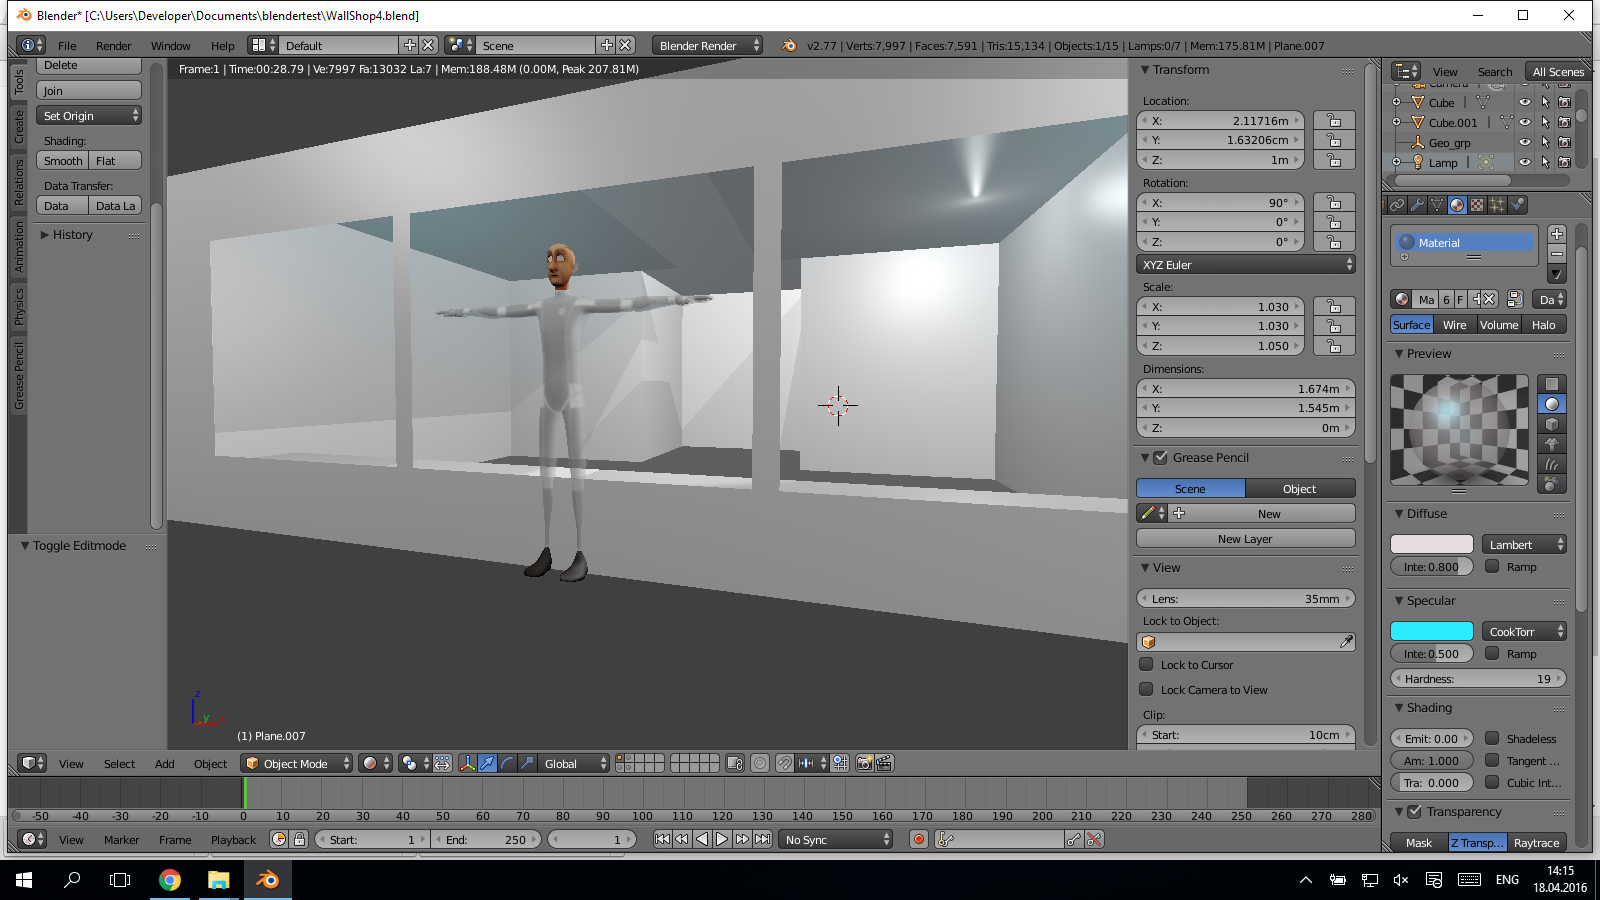 Blender* [C:\Users\Developer\Documents\blendertest\WallShop4.blend]
File Render Window Help Default Scene Blender Render v2.77 | Verts:7,997 | Faces:7,591 | Tris:15,134 | Objects:1/15 | Lamps:0/7 | Mem:175.81M | Plane.007
Frame:1 | Time:00:28.79 | Ve:7997 Fa:13032 La:7 | Mem:188.48M (0.00M, Peak 207.81M)
Tools
Create
Relations
Animation
Physics
Grease Pencil
Delete
Join
Set Origin
Shading:
Smooth Flat
Data Transfer:
Data Data La
History
Toggle Editmode
z
y
(1) Plane.007
Transform
Location:
X: 2.11716m
Y: 1.63206cm
Z: 1m
Rotation:
X: 90°
Y: 0°
Z: 0°
XYZ Euler
Scale:
X: 1.030
Y: 1.030
Z: 1.050
Dimensions:
X: 1.674m
Y: 1.545m
Z: 0m
Grease Pencil
Scene Object
New
New Layer
View
Lens: 35mm
Lock to Object:
Lock to Cursor
Lock Camera to View
Clip:
Start: 10cm
View Search All Scenes
Camera
Cube
Cube.001
Geo_grp
Lamp
Material
Ma 6 F Da
Surface Wire Volume Halo
Preview
Diffuse
Lambert
Inte: 0.800 Ramp
Specular
CookTorr
Inte: 0.500 Ramp
Hardness: 19
Shading
Emit: 0.00 Shadeless
Am: 1.000 Tangent ...
Tra: 0.000 Cubic Int...
Transparency
Mask Z Transp... Raytrace
View Select Add Object Object Mode Global
-50 -40 -30 -20 -10 0 10 20 30 40 50 60 70 80 90 100 110 120 130 140 150 160 170 180 190 200 210 220 230 240 250 260 270 280
View Marker Frame Playback Start: 1 End: 250 1 No Sync
ENG
14:15
18.04.2016